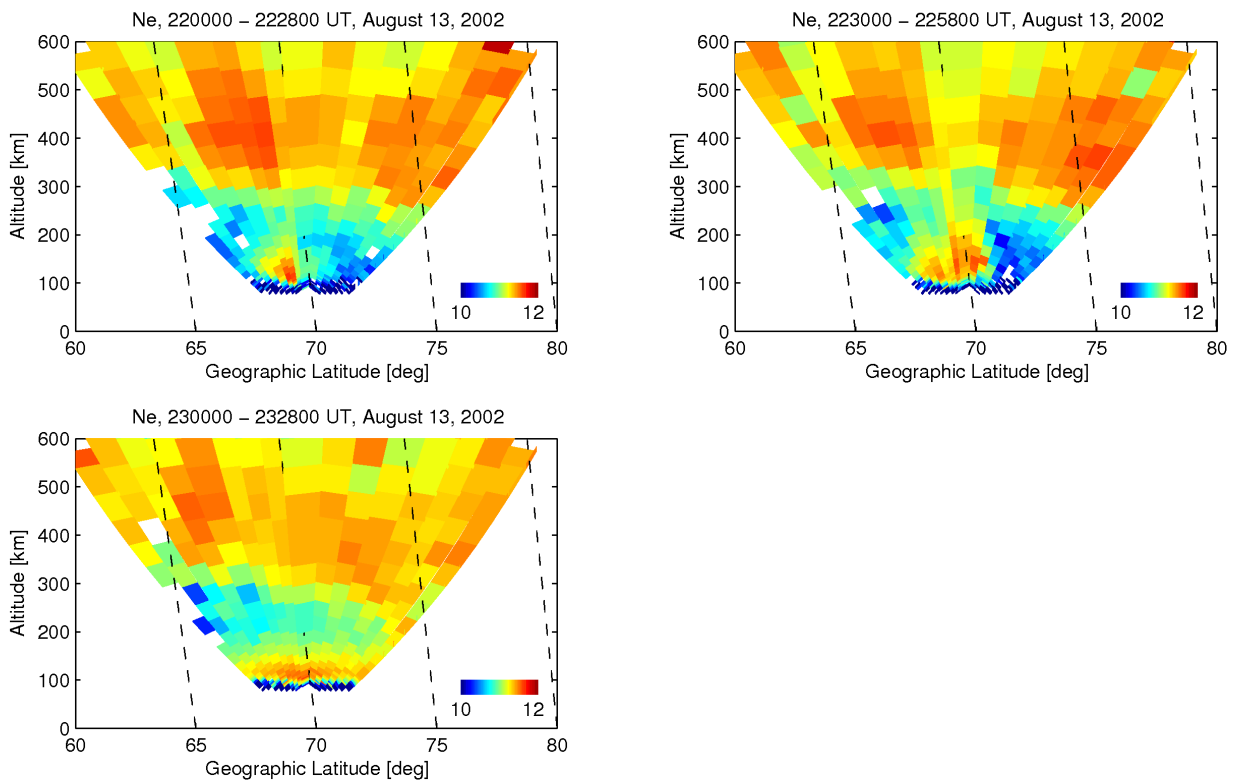 Ne, 220000 − 222800 UT, August 13, 2002
600
500
400
300
200
100
0
Altitude [km]
10 12
60 65 70 75 80
Geographic Latitude [deg]
Ne, 223000 − 225800 UT, August 13, 2002
600
500
400
300
200
100
0
Altitude [km]
10 12
60 65 70 75 80
Geographic Latitude [deg]
Ne, 230000 − 232800 UT, August 13, 2002
600
500
400
300
200
100
0
Altitude [km]
10 12
60 65 70 75 80
Geographic Latitude [deg]